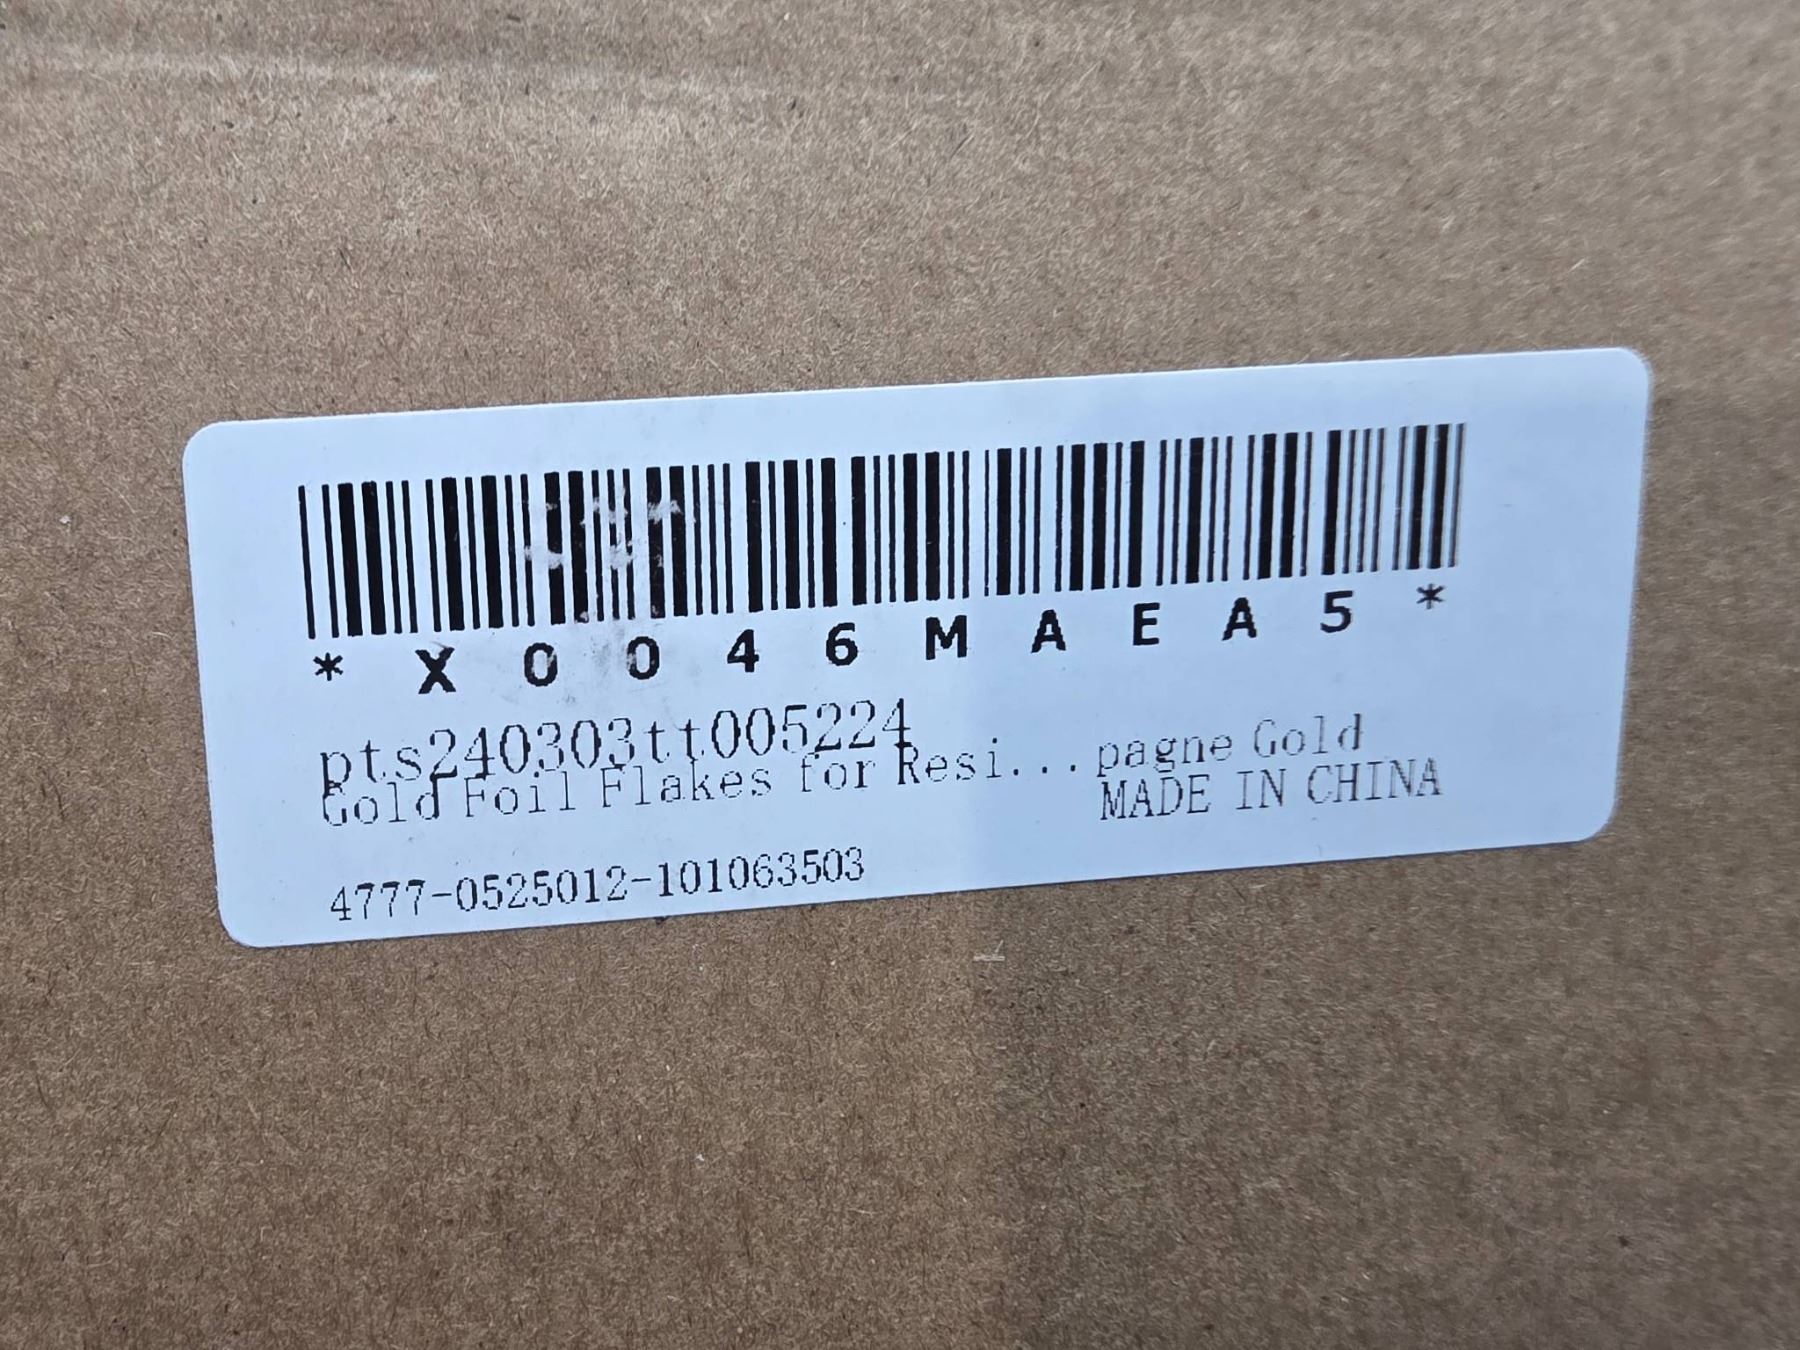 *X0046MAEA5*
pts240303tt005224
Gold Foil Flakes for Resi...pagne Gold
MADE IN CHINA
4777-0525012-101063503